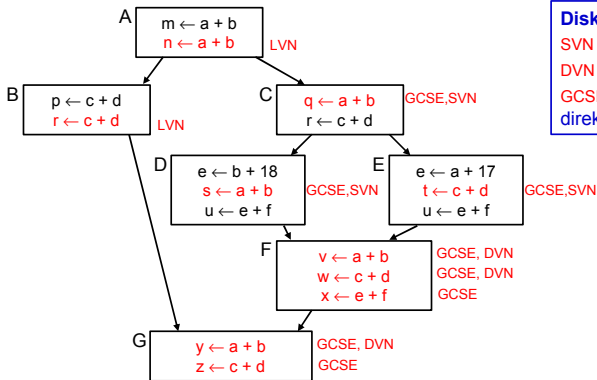 A
m ← a + b
n ← a + b LVN
B
p ← c + d
r ← c + d LVN
C
q ← a + b GCSE,SVN
r ← c + d
D
e ← b + 18
s ← a + b GCSE,SVN
u ← e + f
E
e ← a + 17
t ← c + d GCSE,SVN
u ← e + f
F
v ← a + b GCSE, DVN
w ← c + d GCSE, DVN
x ← e + f GCSE
G
y ← a + b GCSE, DVN
z ← c + d GCSE
Disk
SVN
DVN
GCSE
direk